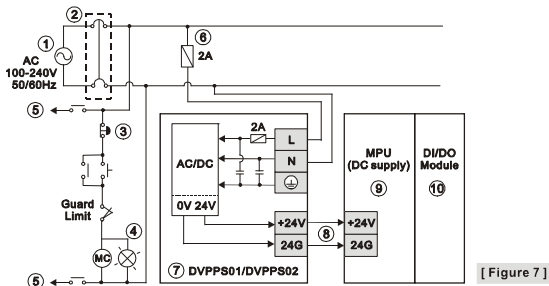 ①
②
AC
100-240V
50/60Hz
⑤
③
Guard
Limit
④
MC
⑤
⑥
2A
2A
L
N
AC/DC
0V 24V
+24V
24G
⑦ DVPPS01/DVPPS02
⑧
MPU
(DC supply)
⑨
+24V
24G
DI/DO
Module
⑩
[ Figure 7 ]